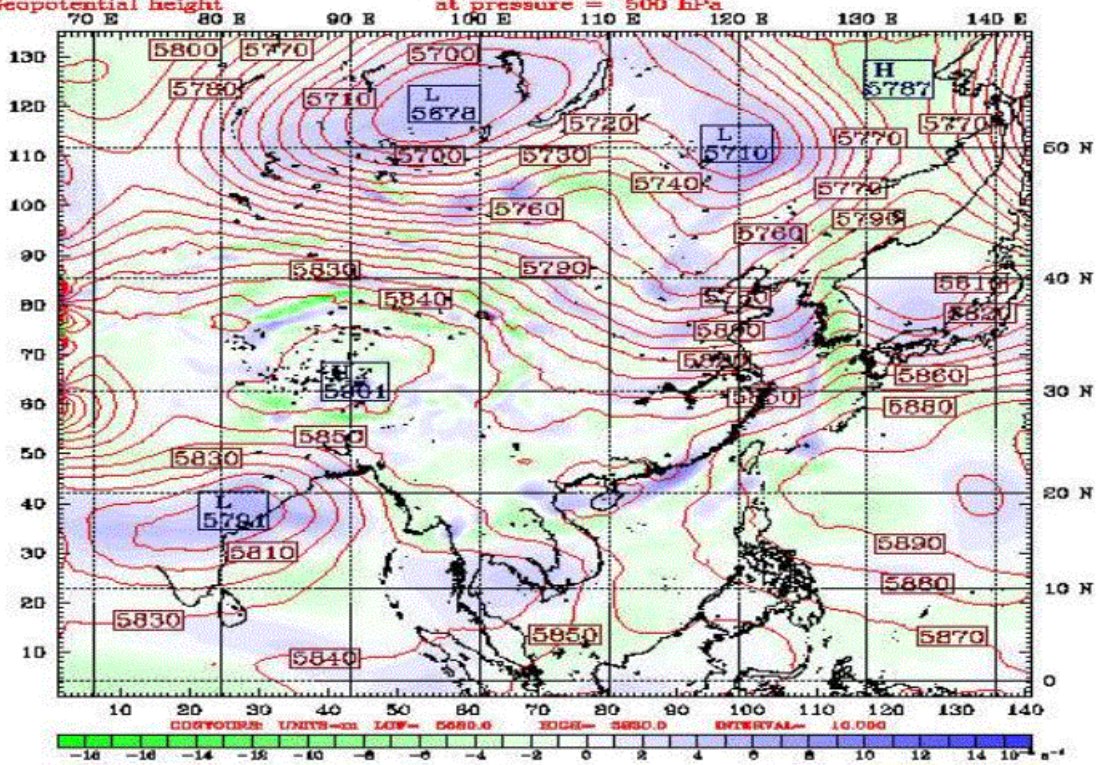 Geopotential height at pressure = 500 hPa
70 E 80 E 90 E 100 E 110 E 120 E 130 E 140 E
130 5800 5770 5700 H 5787
5780 5710 L 5678
120 5720 5770 5770
L 5710
110 5700 5730 50 N
5740 5770
100 5760 5790
5760
90 5830 5790
40 N
5840 5810
80 5820
70
5860
30 N
60 5880
5850
50 5830
L 5791 20 N
40
5810 5890
30
5880 10 N
20
5830 5850 5870
10 5840
0
10 20 30 40 50 60 70 80 90 100 110 120 130 140
CONTOURS: UNITS=m LOW= 5680.0 HIGH= INTERVAL= 10.000
-16 -14 -12 -10 -8 -6 -4 -2 0 2 4 6 8 10 12 14